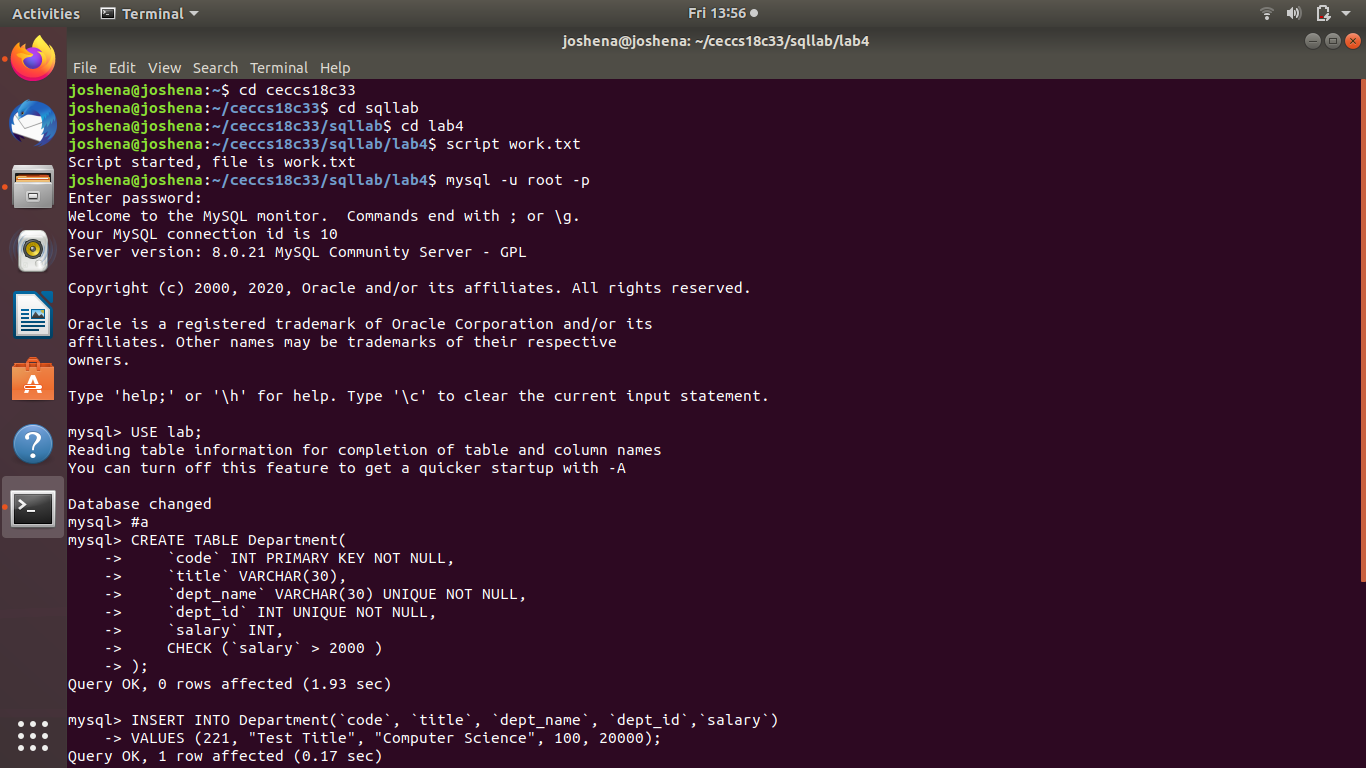 Activities Terminal Fri 13:56
joshena@joshena: ~/ceccs18c33/sqllab/lab4
File Edit View Search Terminal Help
joshena@joshena:~$ cd ceccs18c33
joshena@joshena:~/ceccs18c33$ cd sqllab
joshena@joshena:~/ceccs18c33/sqllab$ cd lab4
joshena@joshena:~/ceccs18c33/sqllab/lab4$ script work.txt
Script started, file is work.txt
joshena@joshena:~/ceccs18c33/sqllab/lab4$ mysql -u root -p
Enter password:
Welcome to the MySQL monitor.  Commands end with ; or \g.
Your MySQL connection id is 10
Server version: 8.0.21 MySQL Community Server - GPL

Copyright (c) 2000, 2020, Oracle and/or its affiliates. All rights reserved.

Oracle is a registered trademark of Oracle Corporation and/or its
affiliates. Other names may be trademarks of their respective
owners.

Type 'help;' or '\h' for help. Type '\c' to clear the current input statement.

mysql> USE lab;
Reading table information for completion of table and column names
You can turn off this feature to get a quicker startup with -A

Database changed
mysql> #a
mysql> CREATE TABLE Department(
    ->     `code` INT PRIMARY KEY NOT NULL,
    ->     `title` VARCHAR(30),
    ->     `dept_name` VARCHAR(30) UNIQUE NOT NULL,
    ->     `dept_id` INT UNIQUE NOT NULL,
    ->     `salary` INT,
    ->     CHECK (`salary` > 2000 )
    -> );
Query OK, 0 rows affected (1.93 sec)

mysql> INSERT INTO Department(`code`, `title`, `dept_name`, `dept_id`,`salary`)
    -> VALUES (221, "Test Title", "Computer Science", 100, 20000);
Query OK, 1 row affected (0.17 sec)